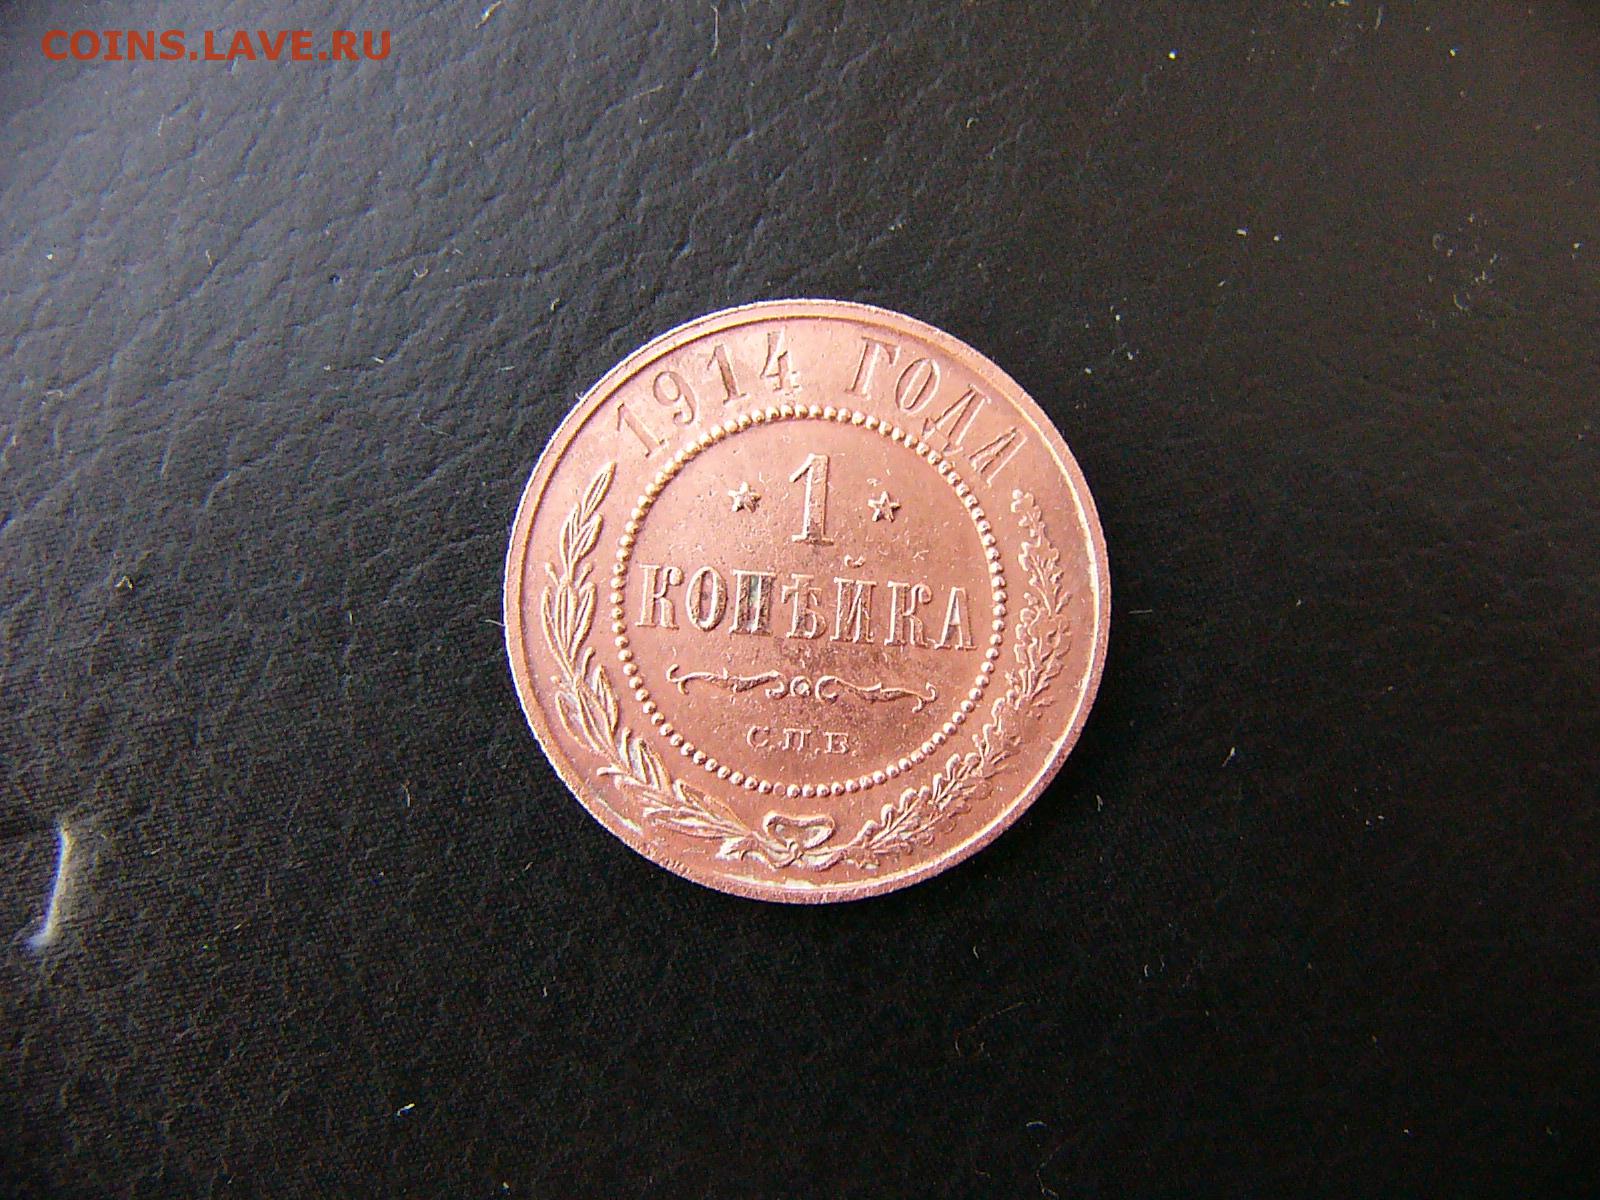 COINS.LAVE.RU
1914 ГОДА
* 1 *
КОПѢЙКА
С.П.Б.